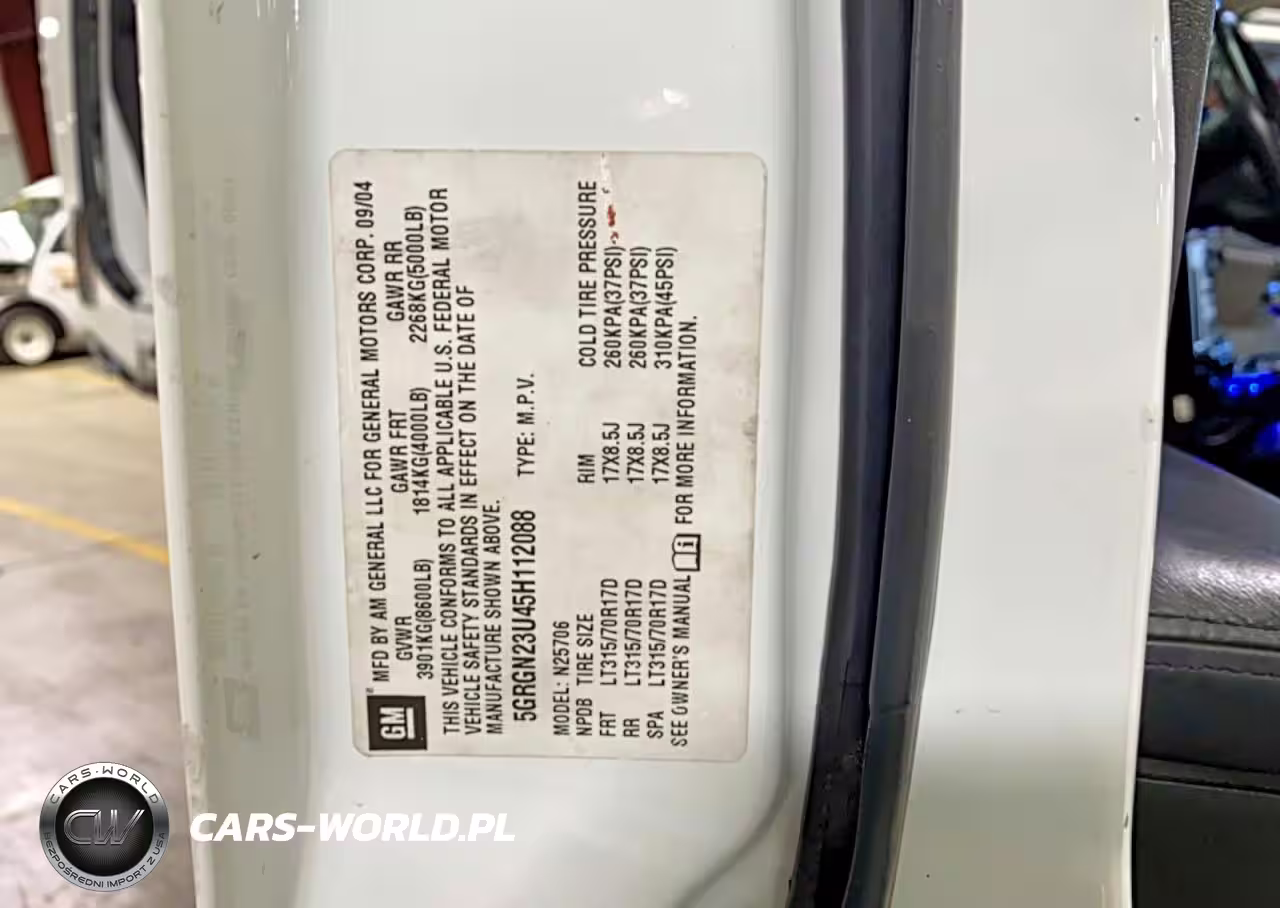 GM
MFD BY AM GENERAL LLC FOR GENERAL MOTORS CORP. 09/04
GVWR GAWR FRT GAWR RR
3901KG(8600LB) 1814KG(4000LB) 2268KG(5000LB)
THIS VEHICLE CONFORMS TO ALL APPLICABLE U.S. FEDERAL MOTOR
VEHICLE SAFETY STANDARDS IN EFFECT ON THE DATE OF
MANUFACTURE SHOWN ABOVE.
5GRGN23U45H112088 TYPE: M.P.V.
MODEL: N25706
NPDB TIRE SIZE RIM COLD TIRE PRESSURE
FRT LT315/70R17D 17X8.5J 260KPA(37PSI)
RR LT315/70R17D 17X8.5J 260KPA(37PSI)
SPA LT315/70R17D 17X8.5J 310KPA(45PSI)
SEE OWNER'S MANUAL i FOR MORE INFORMATION.
CARS-WORLD
CW
BEZPOŚREDNI IMPORT Z USA
CARS-WORLD.PL